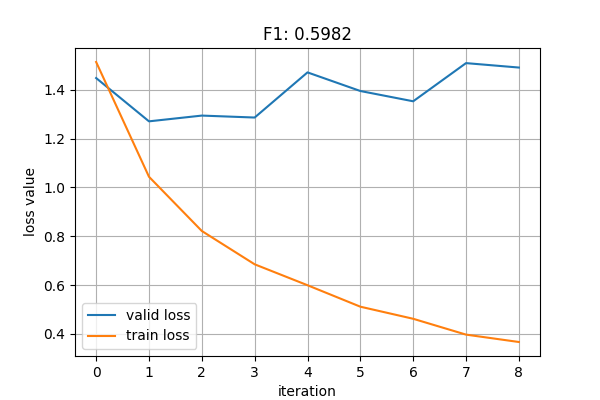 F1: 0.5982
loss value
1.4
1.2
1.0
0.8
0.6
0.4
valid loss
train loss
0 1 2 3 4 5 6 7 8
iteration